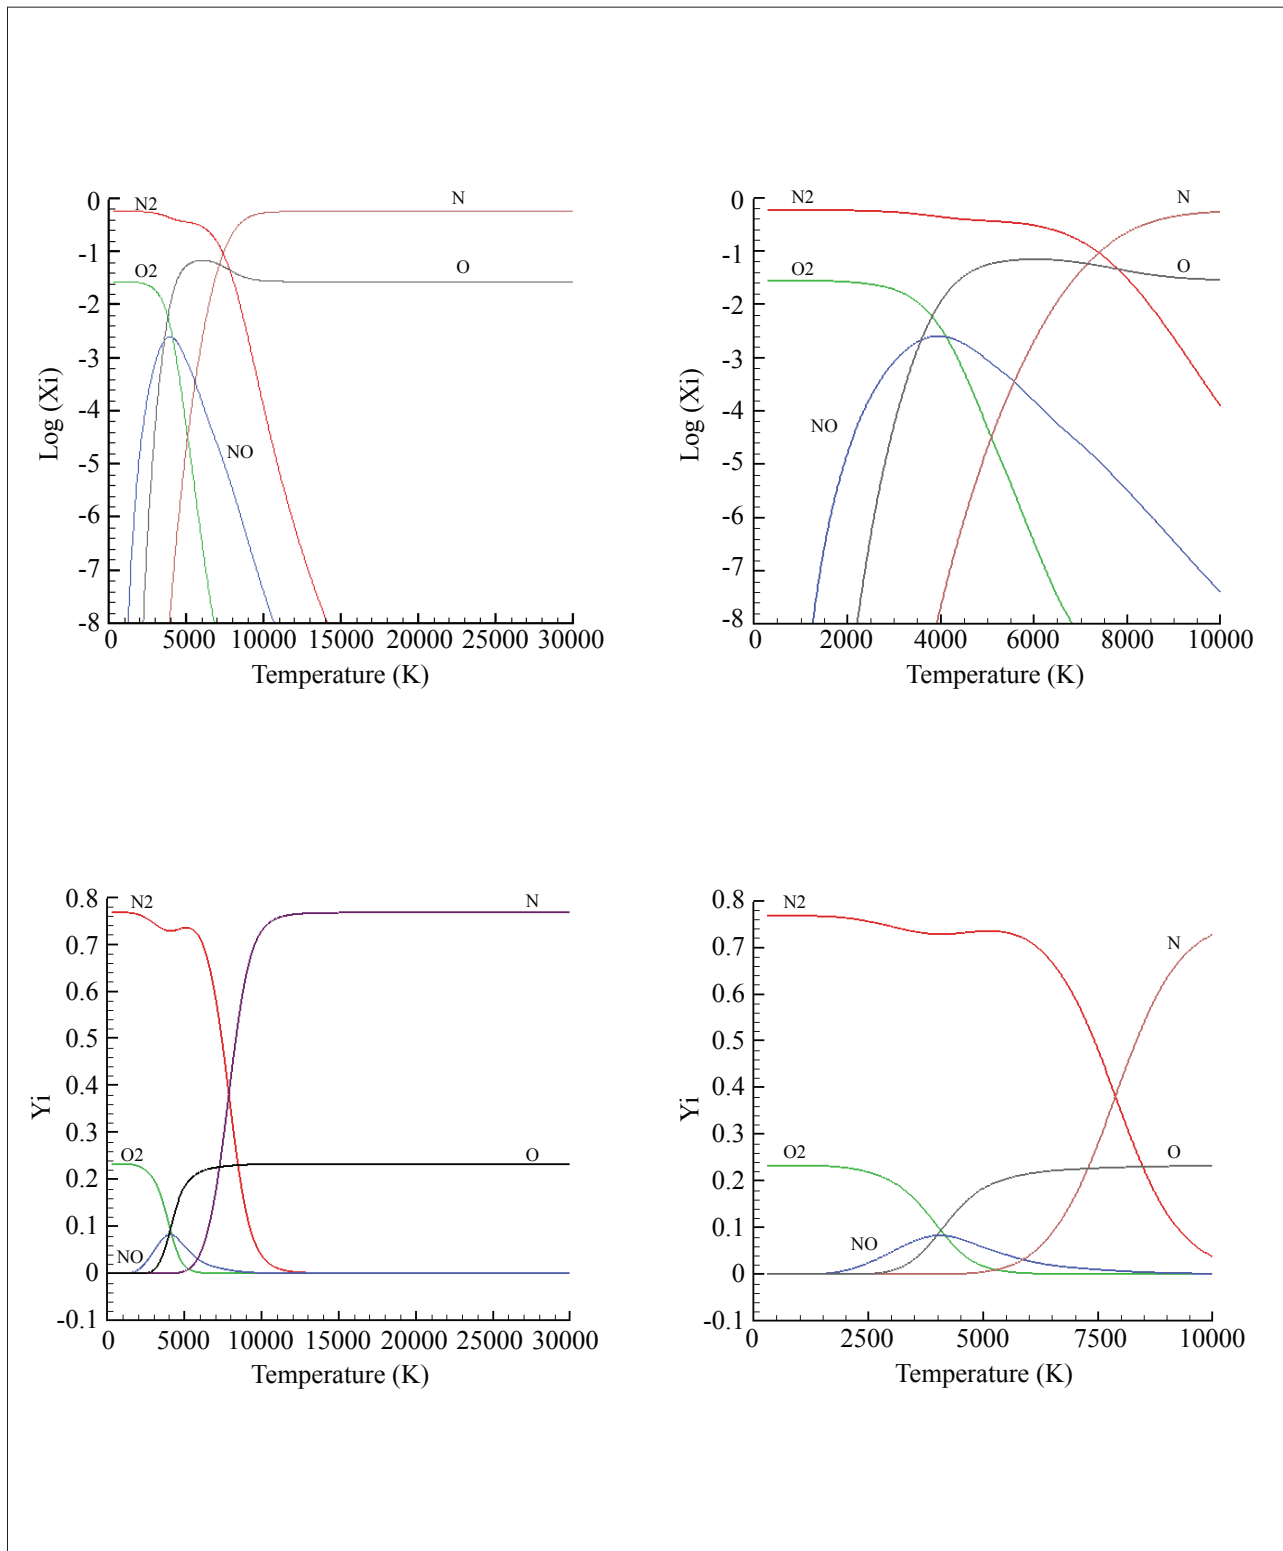 0
-1
-2
-3
-4
-5
-6
-7
-8
Log (Xi)
N2
N
O2
O
NO
0 5000 10000 15000 20000 25000 30000
Temperature (K)
0
-1
-2
-3
-4
-5
-6
-7
-8
Log (Xi)
N2
N
O2
O
NO
0 2000 4000 6000 8000 10000
Temperature (K)
0.8
0.7
0.6
0.5
0.4
0.3
0.2
0.1
0
-0.1
Yi
N2
N
O2
O
NO
0 5000 10000 15000 20000 25000 30000
Temperature (K)
0.8
0.7
0.6
0.5
0.4
0.3
0.2
0.1
0
-0.1
Yi
N2
N
O2
O
NO
0 2500 5000 7500 10000
Temperature (K)